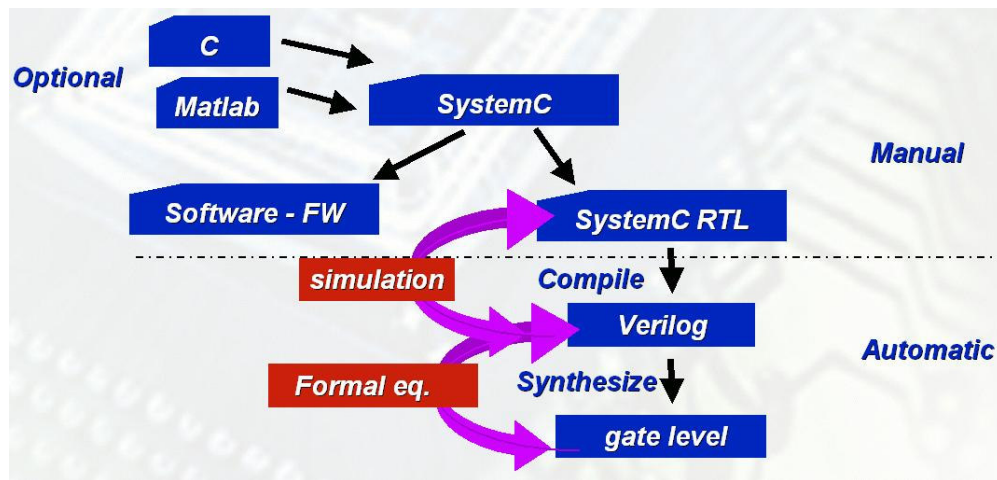 C
Optional
Matlab
SystemC
Manual
Software - FW
SystemC RTL
simulation
Compile
Verilog
Automatic
Formal eq.
Synthesize
gate level